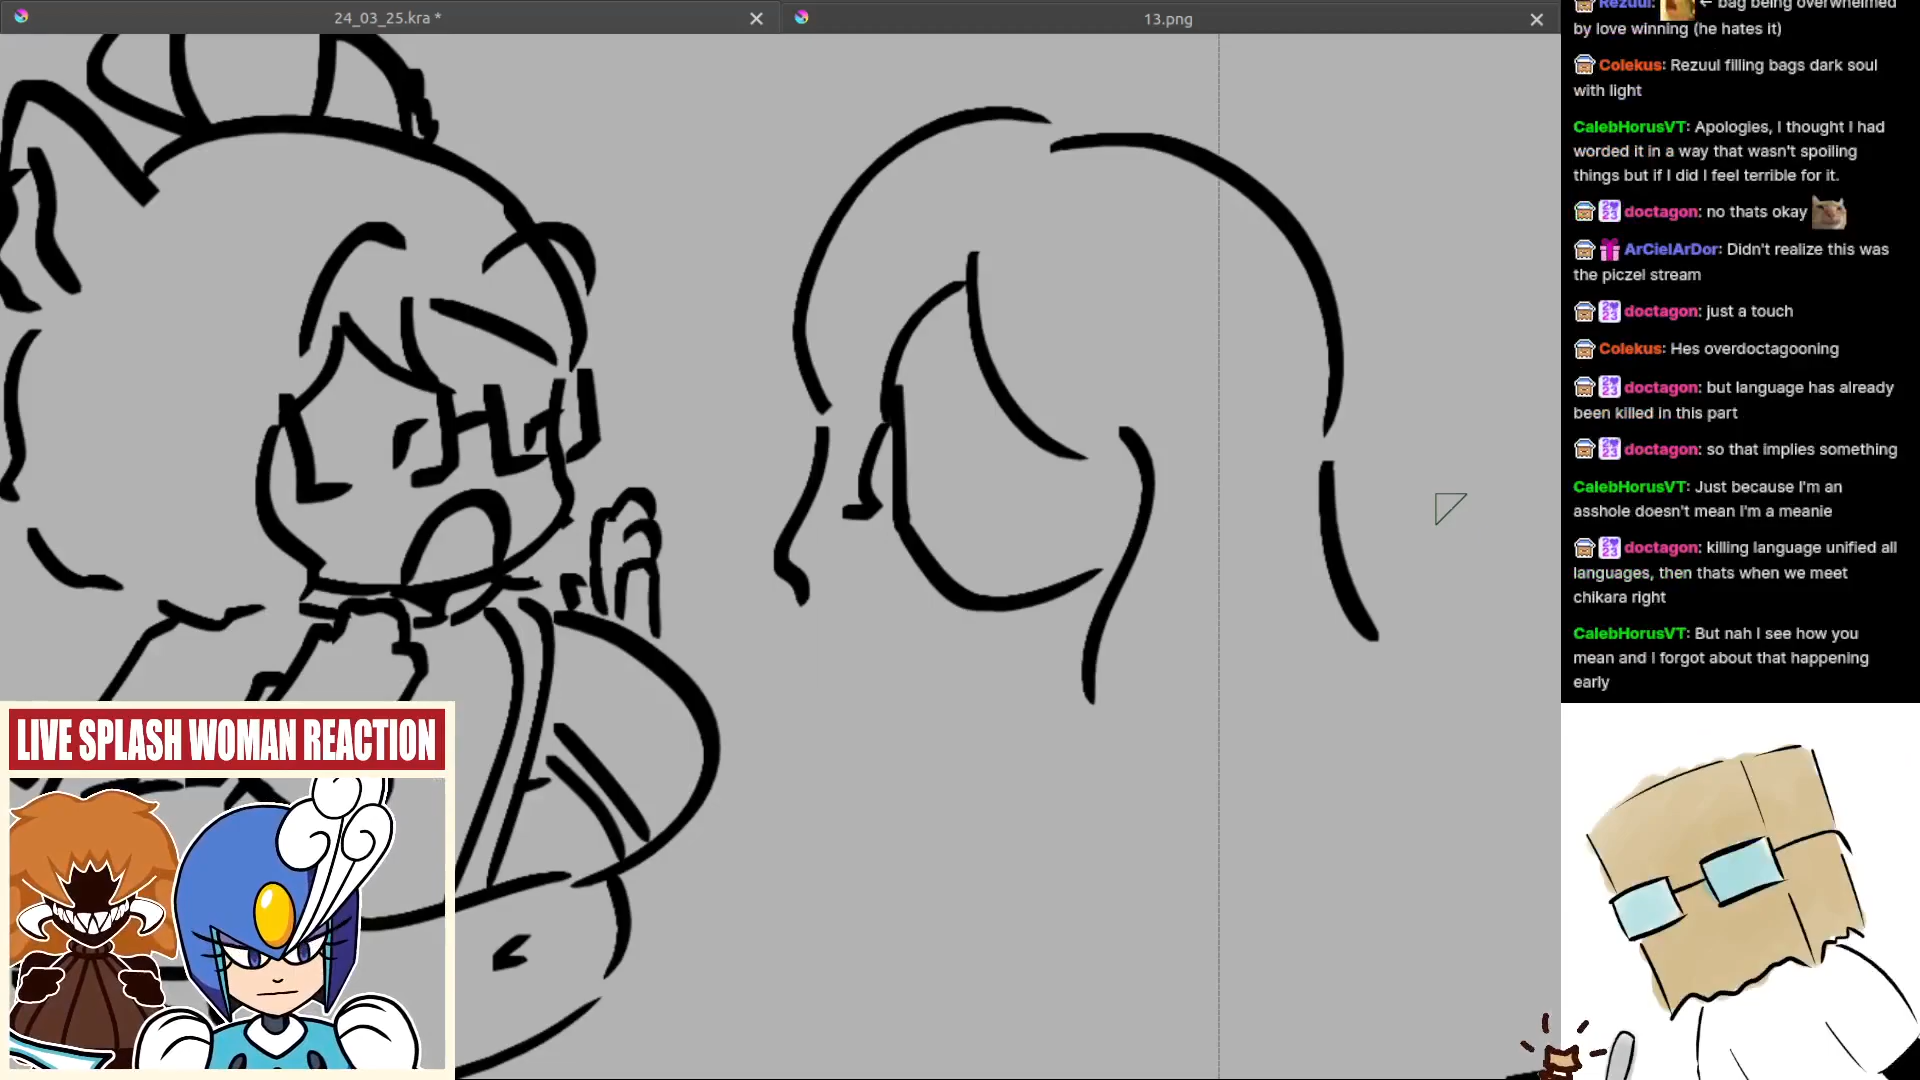 24_03_25.kra *
13.png
Rezuul: ← bag being overwhelmed
by love winning (he hates it)
Colekus: Rezuul filling bags dark soul
with light
CalebHorusVT: Apologies, I thought I had
worded it in a way that wasn't spoiling
things but if I did I feel terrible for it.
doctagon: no thats okay
ArCielArDor: Didn't realize this was
the piczel stream
doctagon: just a touch
Colekus: Hes overdoctagooning
doctagon: but language has already
been killed in this part
doctagon: so that implies something
CalebHorusVT: Just because I'm an
asshole doesn't mean I'm a meanie
doctagon: killing language unified all
languages, then thats when we meet
chikara right
CalebHorusVT: But nah I see how you
mean and I forgot about that happening
early
LIVE SPLASH WOMAN REACTION